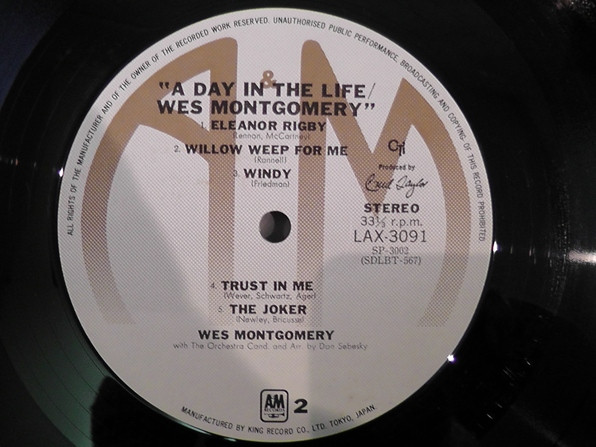 ALL RIGHTS OF THE MANUFACTURER AND OF THE OWNER OF THE RECORDED WORK RESERVED. UNAUTHORISED PUBLIC PERFORMANCE, BROADCASTING AND COPYING OF THIS RECORD PROHIBITED
&
"A DAY IN THE LIFE/
WES MONTGOMERY"
1. ELEANOR RIGBY
(Lennon, McCartney)
2. WILLOW WEEP FOR ME
(Ronnell)
3. WINDY
(Friedman)
CTi
Produced by
Creed Taylor
STEREO
33⅓ r.p.m.
LAX-3091
SP-3002
(SDLBT-567)
4. TRUST IN ME
(Wever, Schwartz, Ager)
5. THE JOKER
(Newley, Bricusse)
WES MONTGOMERY
with The Orchestra Cond. and Arr. by Don Sebesky
A&M
RECORDS
2
MANUFACTURED BY KING RECORD CO., LTD. TOKYO, JAPAN.